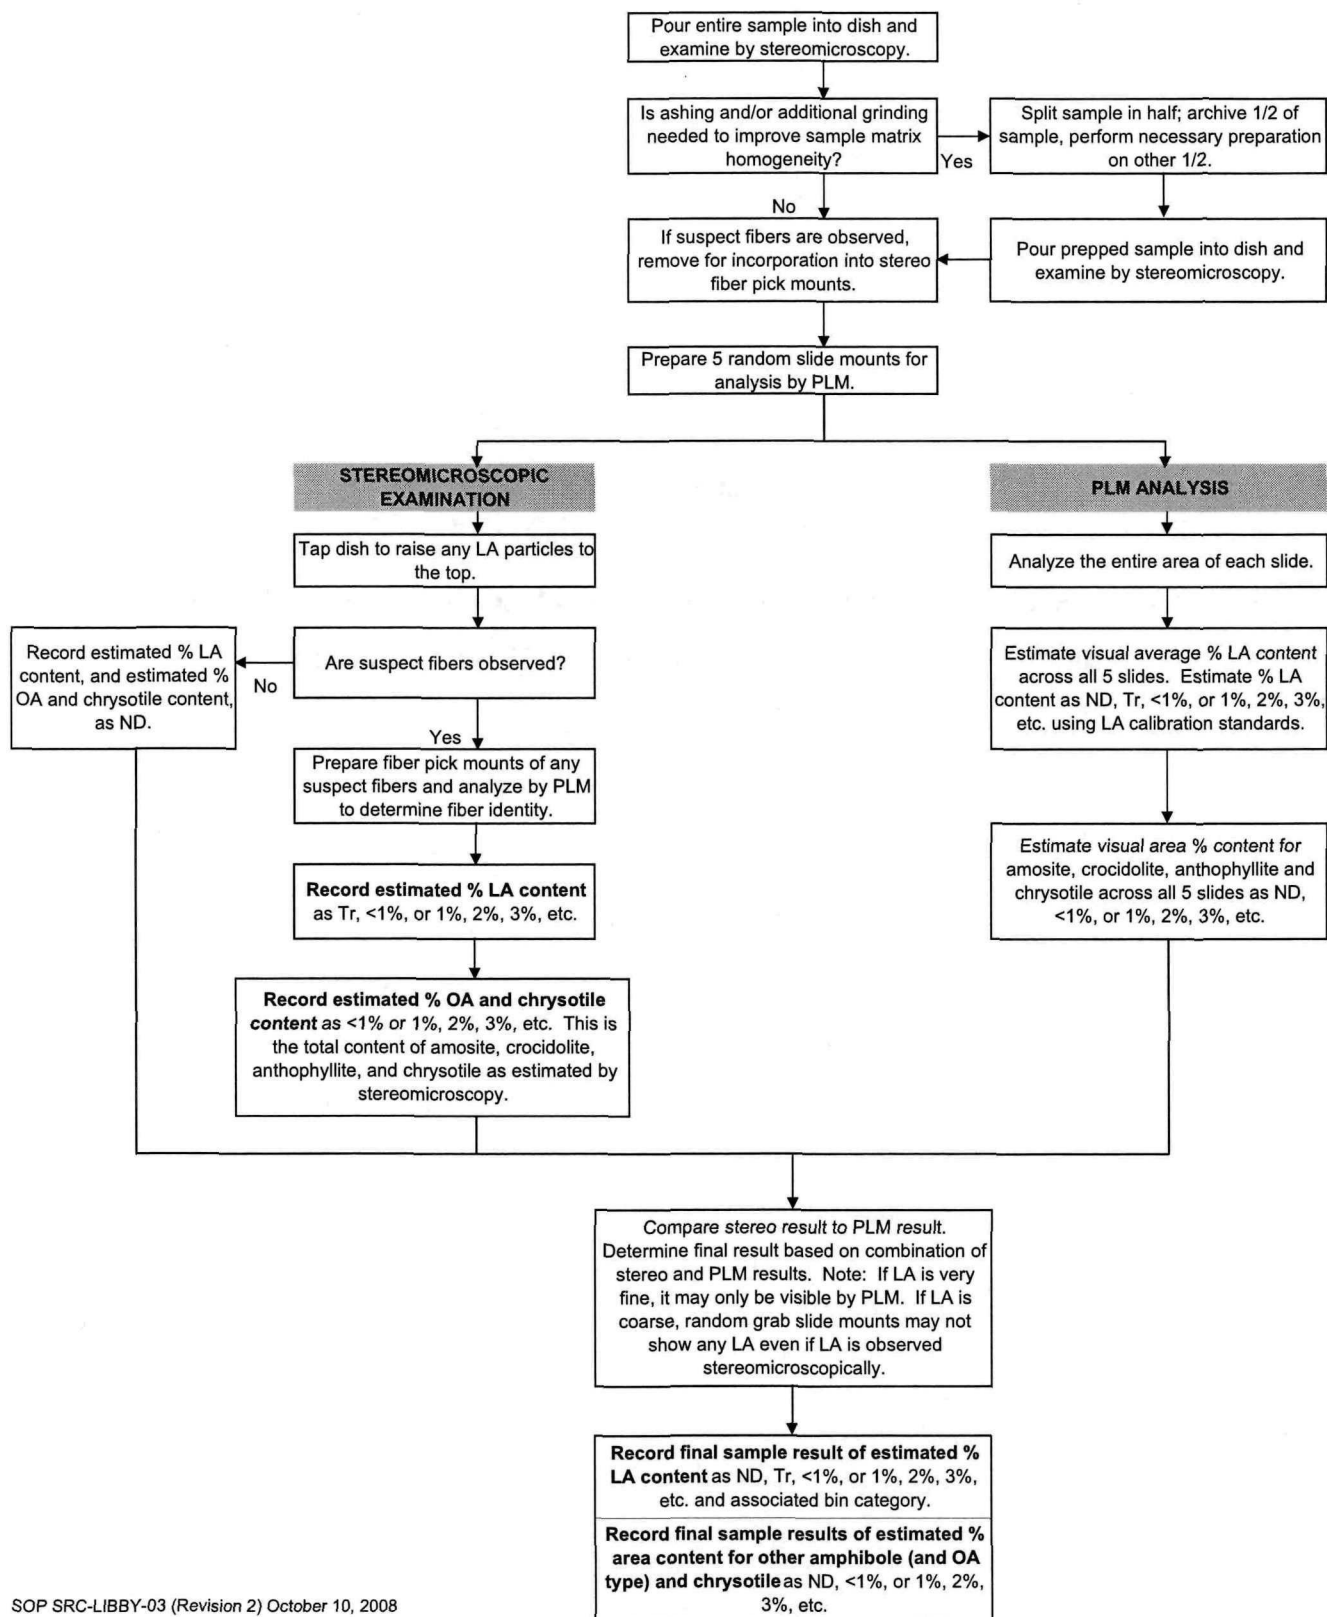 Pour entire sample into dish and
examine by stereomicroscopy.
Is ashing and/or additional grinding
needed to improve sample matrix
homogeneity?
Yes
Split sample in half; archive 1/2 of
sample, perform necessary preparation
on other 1/2.
No
If suspect fibers are observed,
remove for incorporation into stereo
fiber pick mounts.
Pour prepped sample into dish and
examine by stereomicroscopy.
Prepare 5 random slide mounts for
analysis by PLM.
STEREOMICROSCOPIC
EXAMINATION
Tap dish to raise any LA particles to
the top.
Are suspect fibers observed?
No
Record estimated % LA
content, and estimated %
OA and chrysotile content,
as ND.
Yes
Prepare fiber pick mounts of any
suspect fibers and analyze by PLM
to determine fiber identity.
Record estimated % LA content
as Tr, <1%, or 1%, 2%, 3%, etc.
Record estimated % OA and chrysotile
content as <1% or 1%, 2%, 3%, etc. This is
the total content of amosite, crocidolite,
anthophyllite, and chrysotile as estimated by
stereomicroscopy.
PLM ANALYSIS
Analyze the entire area of each slide.
Estimate visual average % LA content
across all 5 slides. Estimate % LA
content as ND, Tr, <1%, or 1%, 2%, 3%,
etc. using LA calibration standards.
Estimate visual area % content for
amosite, crocidolite, anthophyllite and
chrysotile across all 5 slides as ND,
<1%, or 1%, 2%, 3%, etc.
Compare stereo result to PLM result.
Determine final result based on combination of
stereo and PLM results. Note: If LA is very
fine, it may only be visible by PLM. If LA is
coarse, random grab slide mounts may not
show any LA even if LA is observed
stereomicroscopically.
Record final sample result of estimated %
LA content as ND, Tr, <1%, or 1%, 2%, 3%,
etc. and associated bin category.
Record final sample results of estimated %
area content for other amphibole (and OA
type) and chrysotile as ND, <1%, or 1%, 2%,
3%, etc.
SOP SRC-LIBBY-03 (Revision 2) October 10, 2008